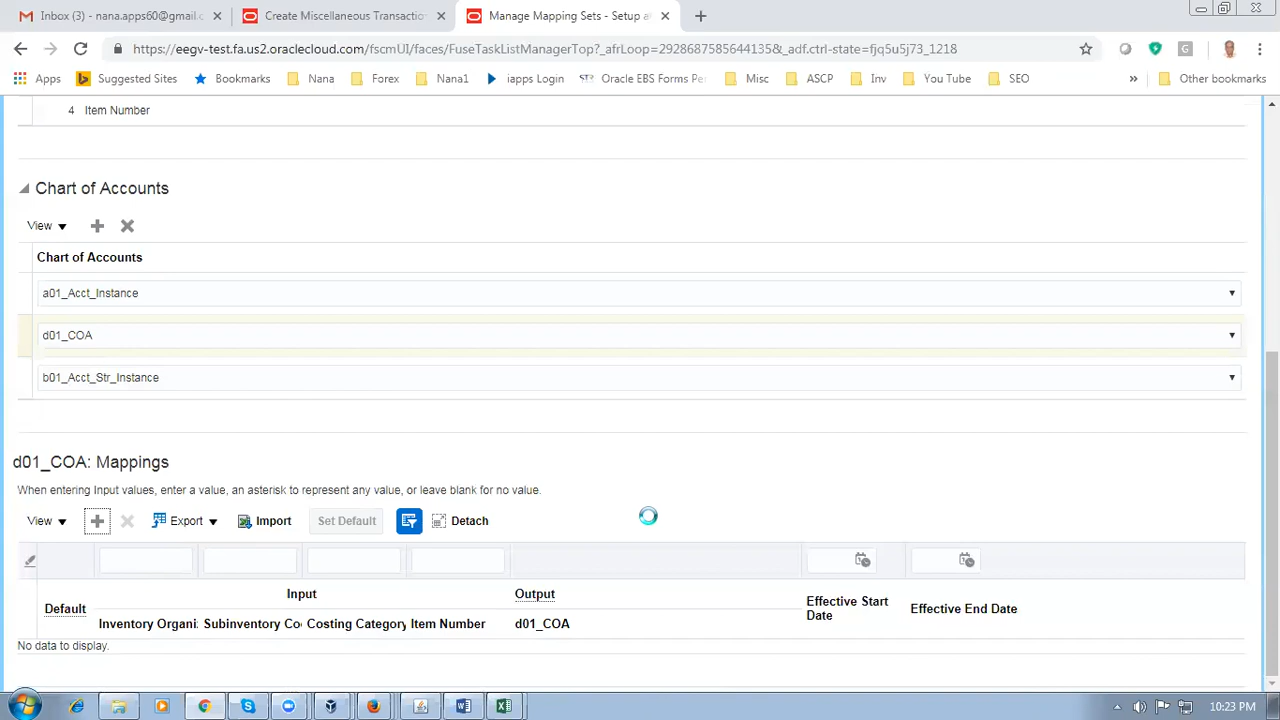 Inbox (3) - nana.apps60@gmail.c
Create Miscellaneous Transactio
Manage Mapping Sets - Setup a
https://eegv-test.fa.us2.oraclecloud.com/fscmUI/faces/FuseTaskListManagerTop?_afrLoop=2928687585644135&_adf.ctrl-state=fjq5u5j73_1218
Apps Suggested Sites Bookmarks Nana Forex Nana1 iapps Login Oracle EBS Forms Pe Misc ASCP Inv You Tube SEO » Other bookmarks
4 Item Number
Chart of Accounts
View
Chart of Accounts
a01_Acct_Instance
d01_COA
b01_Acct_Str_Instance
d01_COA: Mappings
When entering Input values, enter a value, an asterisk to represent any value, or leave blank for no value.
View Export Import Set Default Detach
Default Input Output Effective Start Date Effective End Date
Inventory Organi: Subinventory Co Costing Category Item Number d01_COA
No data to display.
10:23 PM